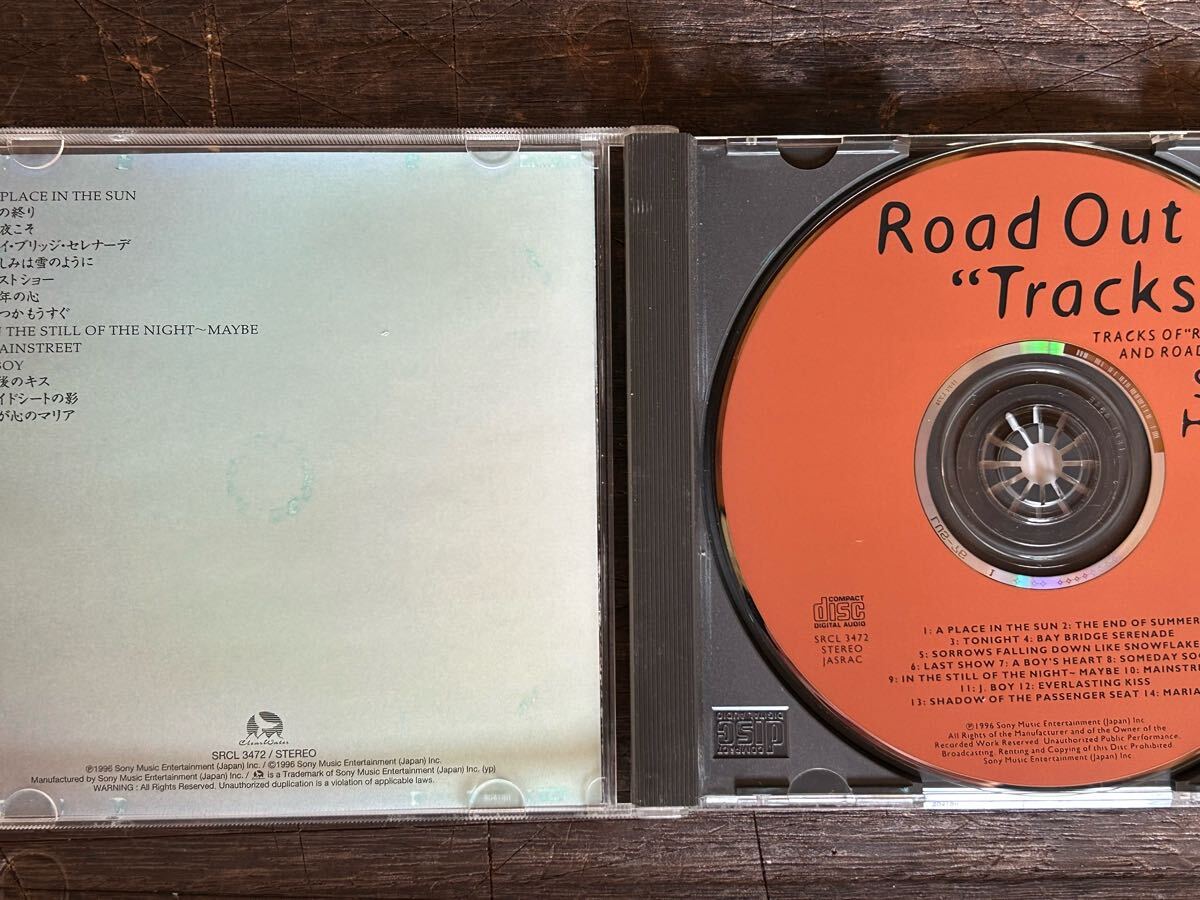 PLACE IN THE SUN
の終り
夜こそ
イ・ブリッジ・セレナーデ
しみは雪のように
ストショー
年の心
つかもうすぐ
N THE STILL OF THE NIGHT〜MAYBE
AINSTREET
BOY
後のキス
イドシートの影
が心のマリア
ClearWater
SRCL 3472 / STEREO
℗1996 Sony Music Entertainment (Japan) Inc. / ©1996 Sony Music Entertainment (Japan) Inc.
Manufactured by Sony Music Entertainment (Japan) Inc. / is a Trademark of Sony Music Entertainment (Japan) Inc. (yp)
WARNING : All Rights Reserved. Unauthorized duplication is a violation of applicable laws.
Road Out
“Tracks
TRACKS OF “R
AND ROAD
COMPACT
disc
DIGITAL AUDIO
SRCL 3472
STEREO
JASRAC
1: A PLACE IN THE SUN 2: THE END OF SUMMER
3: TONIGHT 4: BAY BRIDGE SERENADE
5: SORROWS FALLING DOWN LIKE SNOWFLAKE
6: LAST SHOW 7: A BOY'S HEART 8: SOMEDAY SOO
9: IN THE STILL OF THE NIGHT~ MAYBE 10: MAINSTRE
11: J. BOY 12: EVERLASTING KISS
13: SHADOW OF THE PASSENGER SEAT 14: MARIA
℗1996 Sony Music Entertainment (Japan) Inc.
All Rights of the Manufacturer and of the Owner of the
Recorded Work Reserved. Unauthorized Public Performance,
Broadcasting, Renting and Copying of this Disc Prohibited.
Sony Music Entertainment (Japan) Inc.
COMPACT
disc
DIGITAL AUDIO